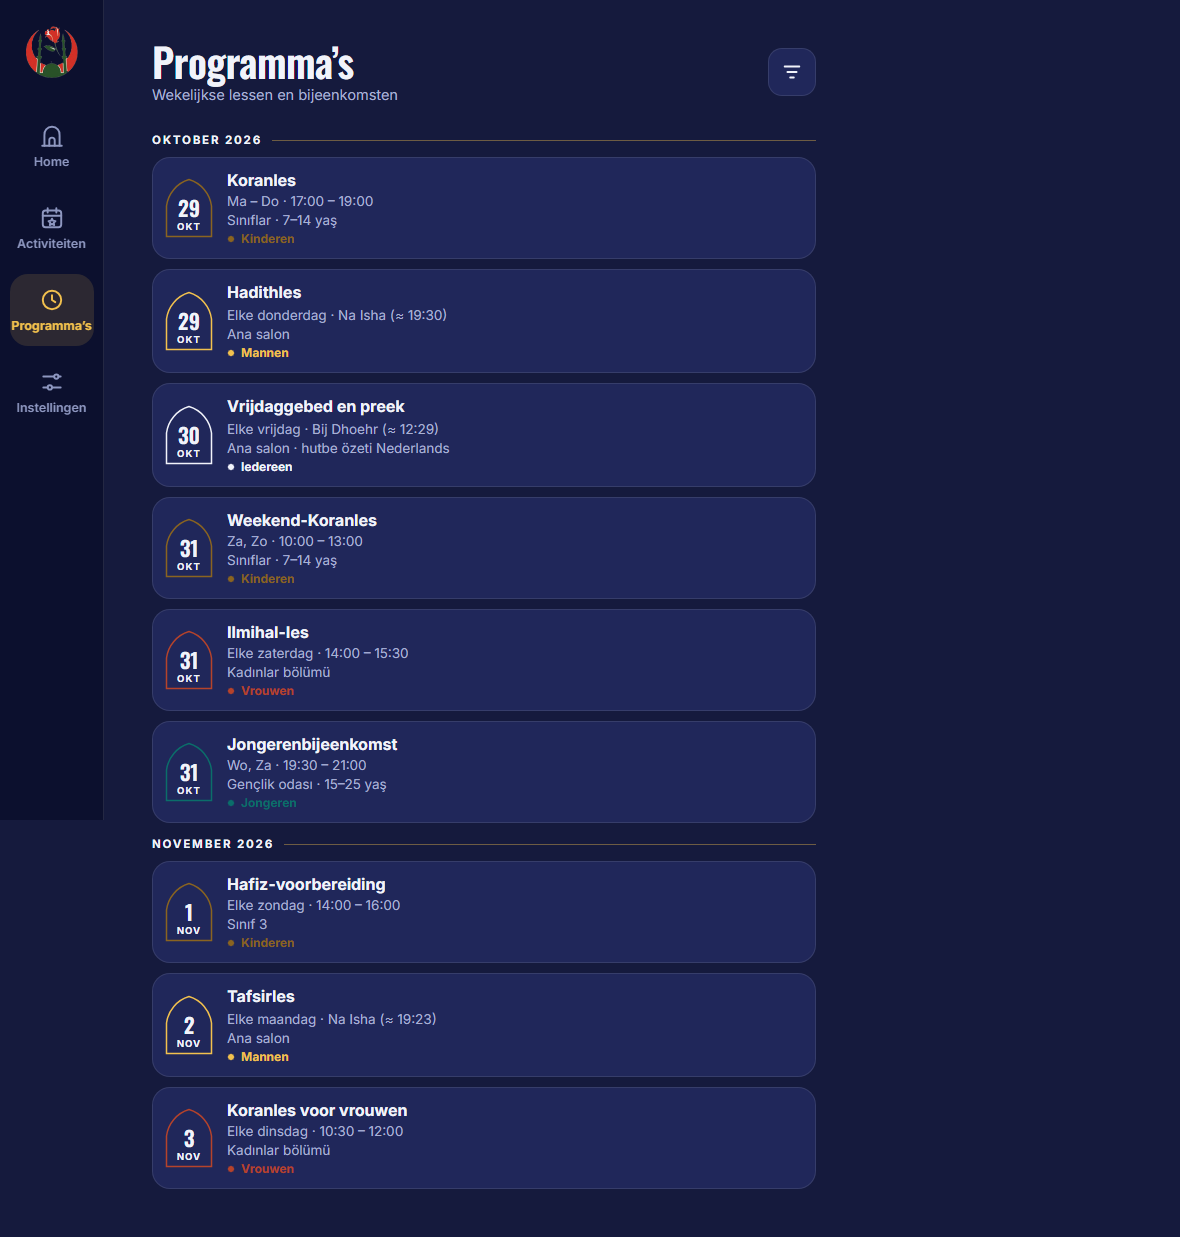 Programma’s
Wekelijkse lessen en bijeenkomsten
Home
Activiteiten
Programma’s
Instellingen
OKTOBER 2026
29
OKT
Koranles
Ma – Do · 17:00 – 19:00
Sınıflar · 7–14 yaş
Kinderen
29
OKT
Hadithles
Elke donderdag · Na Isha (≈ 19:30)
Ana salon
Mannen
30
OKT
Vrijdaggebed en preek
Elke vrijdag · Bij Dhoehr (≈ 12:29)
Ana salon · hutbe özeti Nederlands
Iedereen
31
OKT
Weekend-Koranles
Za, Zo · 10:00 – 13:00
Sınıflar · 7–14 yaş
Kinderen
31
OKT
Ilmihal-les
Elke zaterdag · 14:00 – 15:30
Kadınlar bölümü
Vrouwen
31
OKT
Jongerenbijeenkomst
Wo, Za · 19:30 – 21:00
Gençlik odası · 15–25 yaş
Jongeren
NOVEMBER 2026
1
NOV
Hafiz-voorbereiding
Elke zondag · 14:00 – 16:00
Sınıf 3
Kinderen
2
NOV
Tafsirles
Elke maandag · Na Isha (≈ 19:23)
Ana salon
Mannen
3
NOV
Koranles voor vrouwen
Elke dinsdag · 10:30 – 12:00
Kadınlar bölümü
Vrouwen